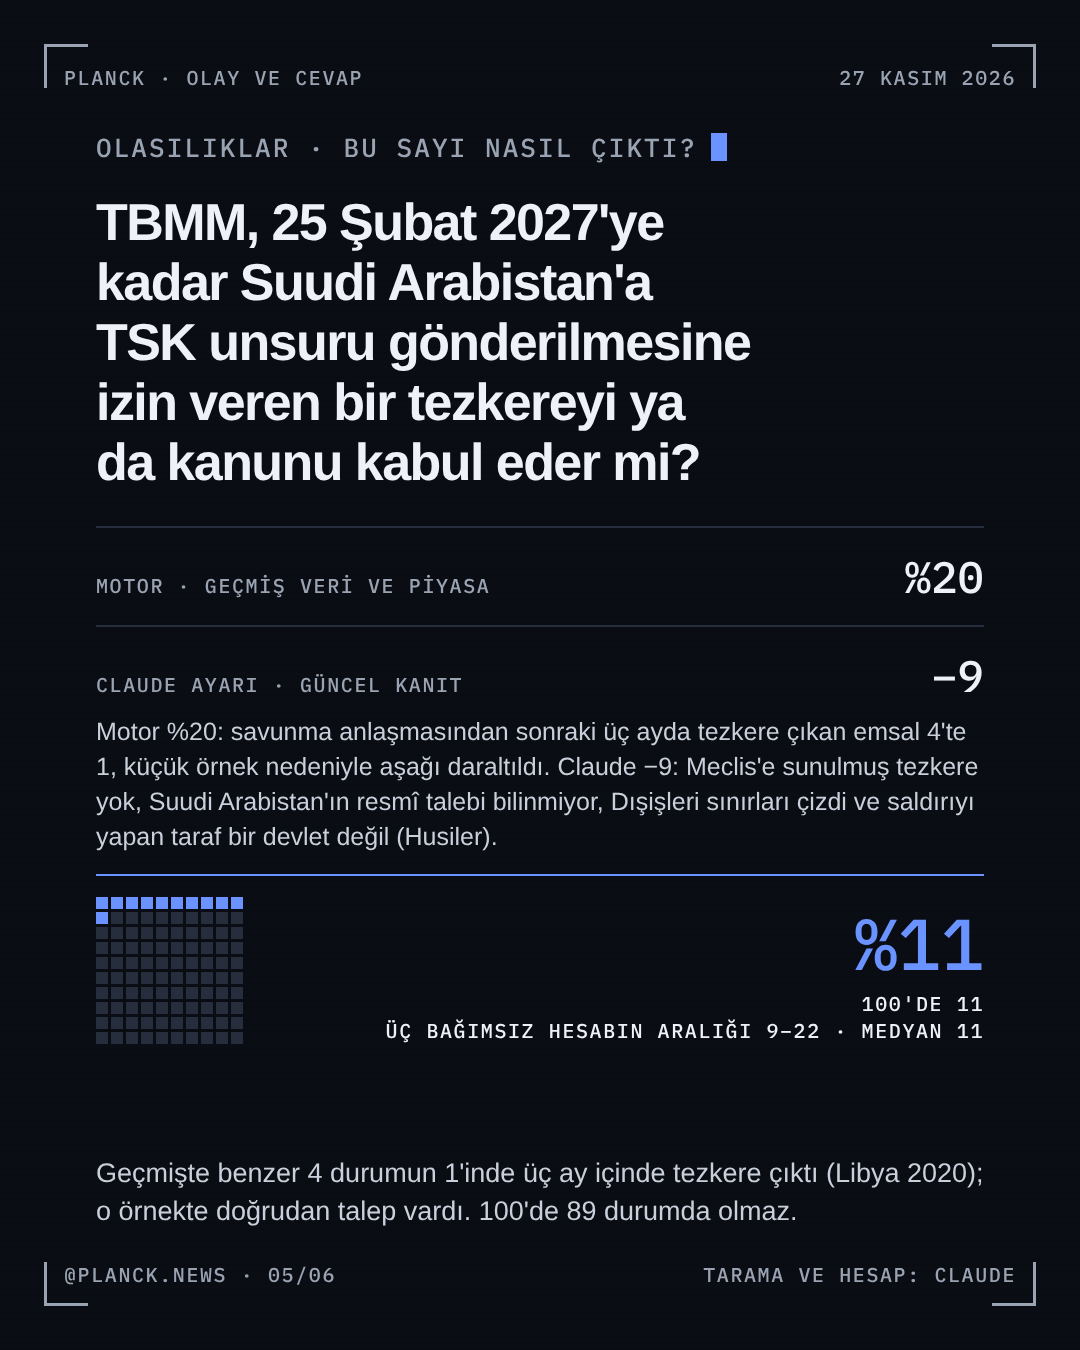 PLANCK · OLAY VE CEVAP
27 KASIM 2026
OLASILIKLAR · BU SAYI NASIL ÇIKTI?
TBMM, 25 Şubat 2027'ye
kadar Suudi Arabistan'a
TSK unsuru gönderilmesine
izin veren bir tezkereyi ya
da kanunu kabul eder mi?
MOTOR · GEÇMİŞ VERİ VE PİYASA
%20
CLAUDE AYARI · GÜNCEL KANIT
−9
Motor %20: savunma anlaşmasından sonraki üç ayda tezkere çıkan emsal 4'te
1, küçük örnek nedeniyle aşağı daraltıldı. Claude −9: Meclis'e sunulmuş tezkere
yok, Suudi Arabistan'ın resmî talebi bilinmiyor, Dışişleri sınırları çizdi ve saldırıyı
yapan taraf bir devlet değil (Husiler).
%11
100'DE 11
ÜÇ BAĞIMSIZ HESABIN ARALIĞI 9–22 · MEDYAN 11
Geçmişte benzer 4 durumun 1'inde üç ay içinde tezkere çıktı (Libya 2020);
o örnekte doğrudan talep vardı. 100'de 89 durumda olmaz.
@PLANCK.NEWS · 05/06
TARAMA VE HESAP: CLAUDE